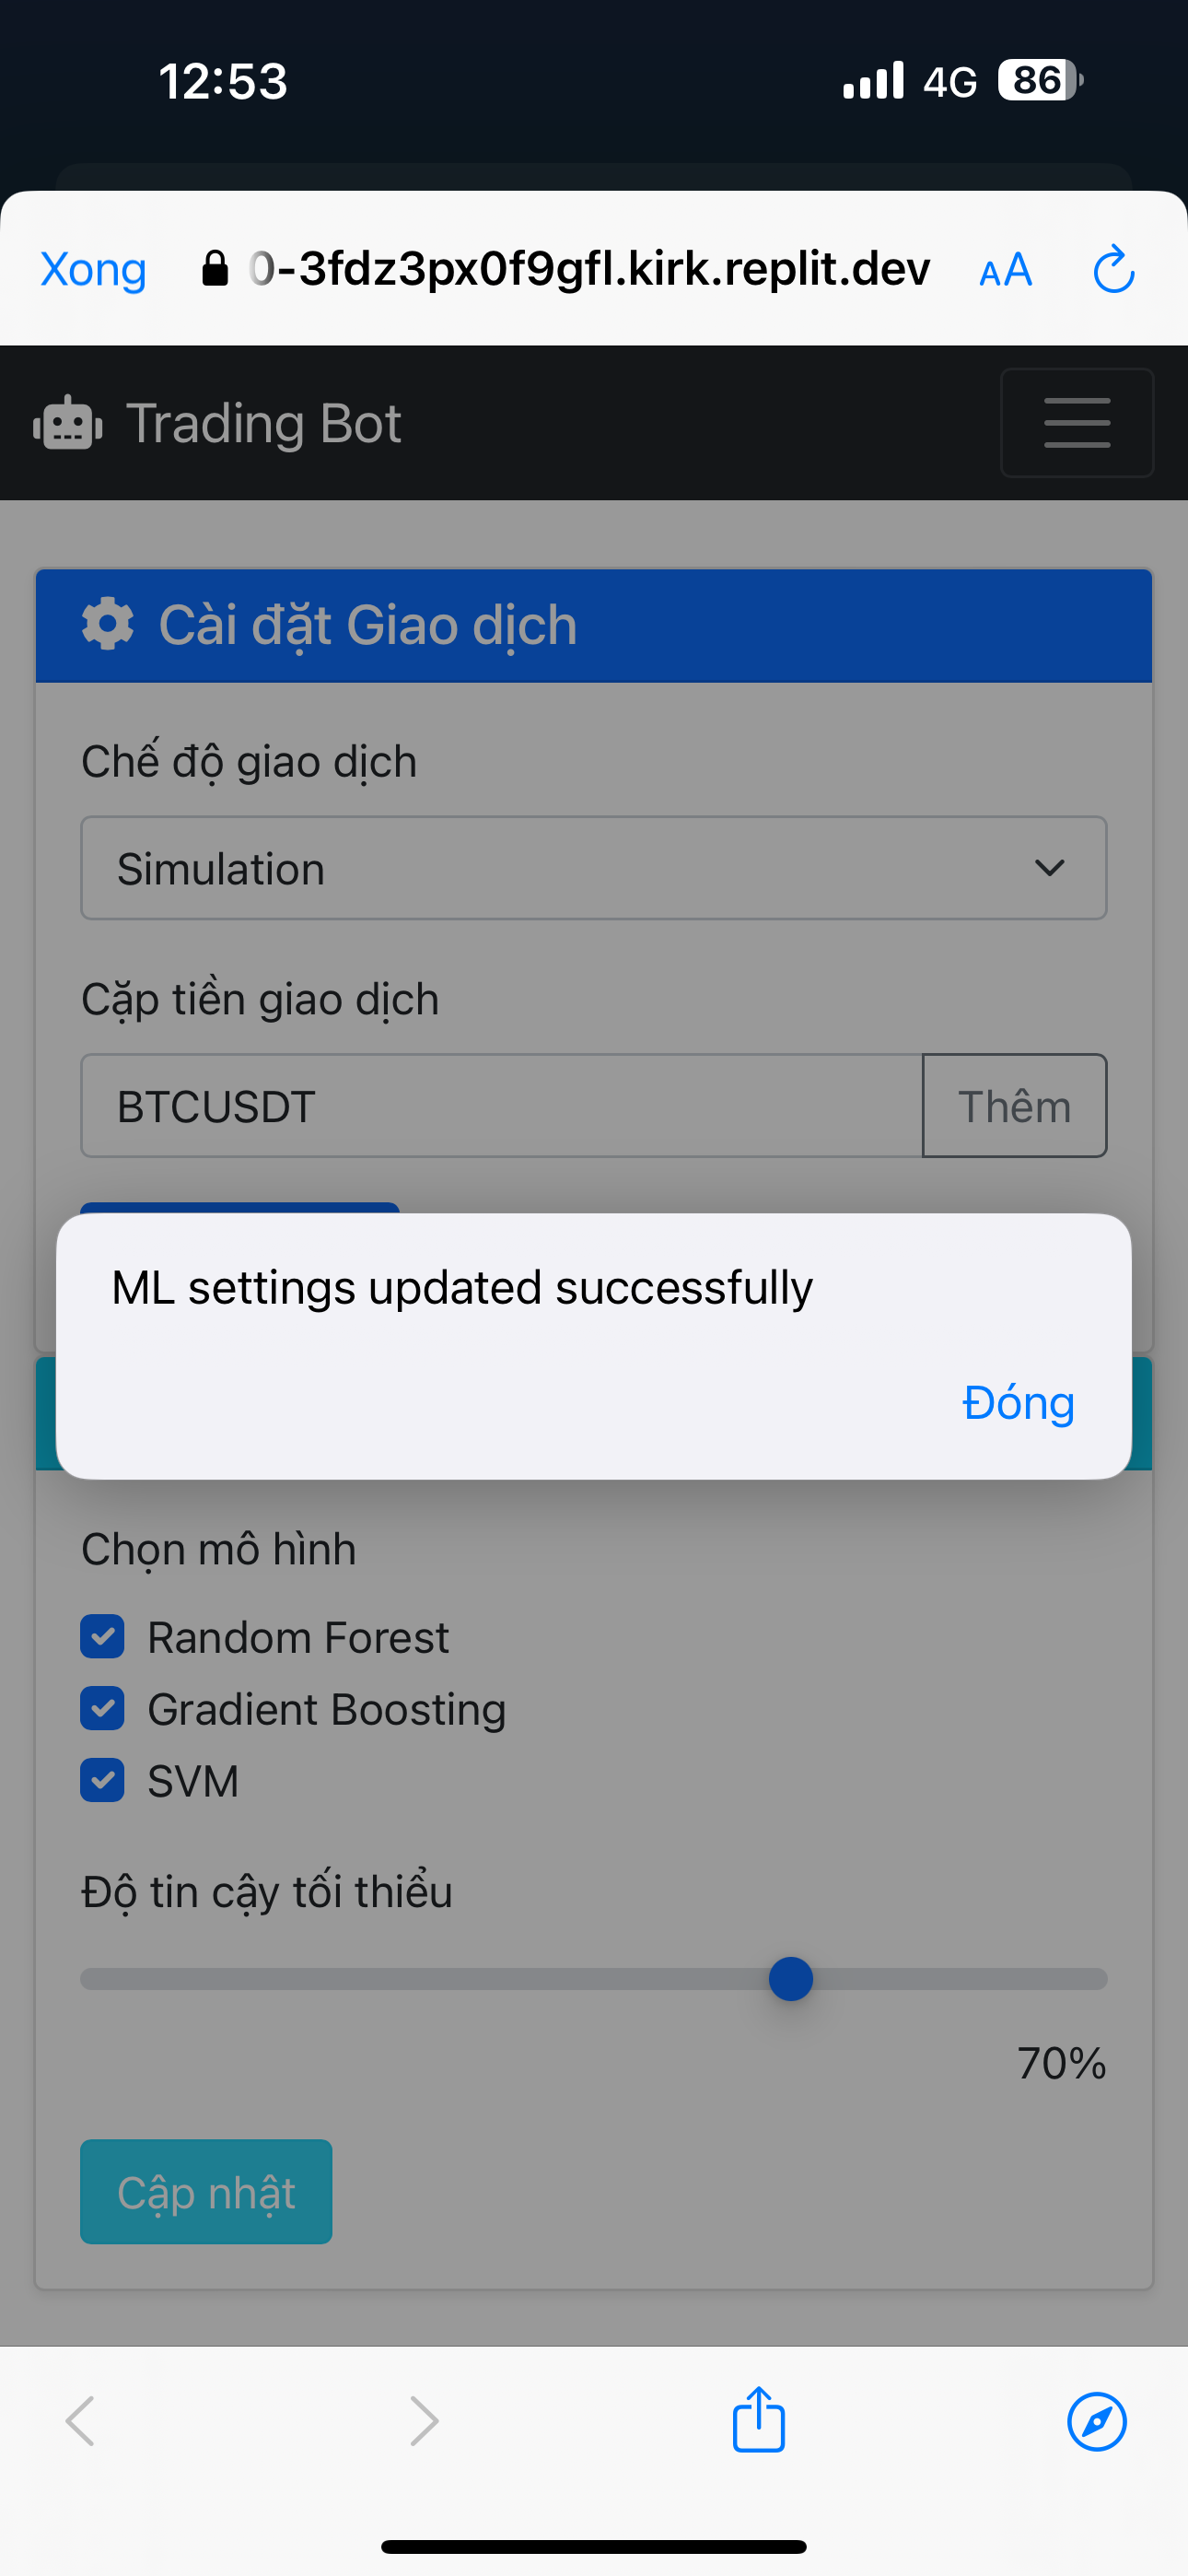 12:53
4G 86
Xong
0-3fdz3px0f9gfl.kirk.replit.dev
AA
Trading Bot
Cài đặt Giao dịch
Chế độ giao dịch
Simulation
Cặp tiền giao dịch
BTCUSDT
Thêm
ML settings updated successfully
Đóng
Chọn mô hình
Random Forest
Gradient Boosting
SVM
Độ tin cậy tối thiểu
70%
Cập nhật